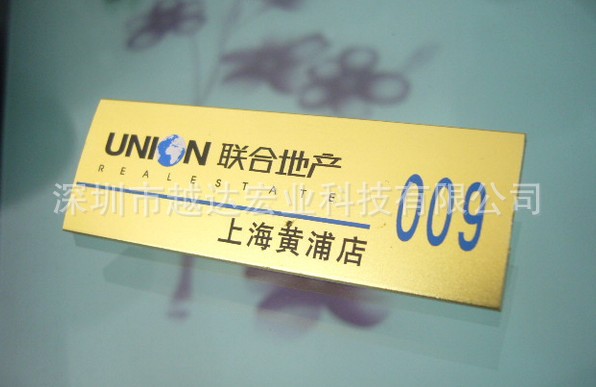 UNION 联合地产
REALESTATE
深圳市越达宏业科技有限公司
009
上海黄浦店